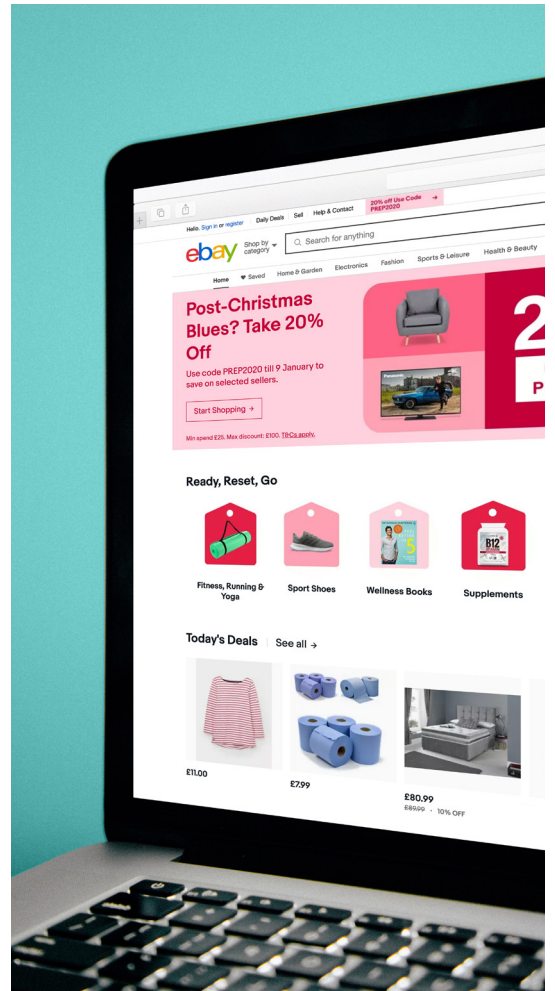 Hello. Sign in or register
Daily Deals
Sell
Help & Contact
20% off Use Code
PREP2020
ebay
Shop by
category
Search for anything
Home
Saved
Home & Garden
Electronics
Fashion
Sports & Leisure
Health & Beauty
Post-Christmas
Blues? Take 20%
Off
Use code PREP2020 till 9 January to
save on selected sellers.
Start Shopping →
Min spend £25. Max discount: £100. T&Cs apply.
Panasonic
2
P
Ready, Reset, Go
5
B12
Fitness, Running &
Yoga
Sport Shoes
Wellness Books
Supplements
Today's Deals
See all →
£11.00
£7.99
£80.99
£89.99 · 10% OFF